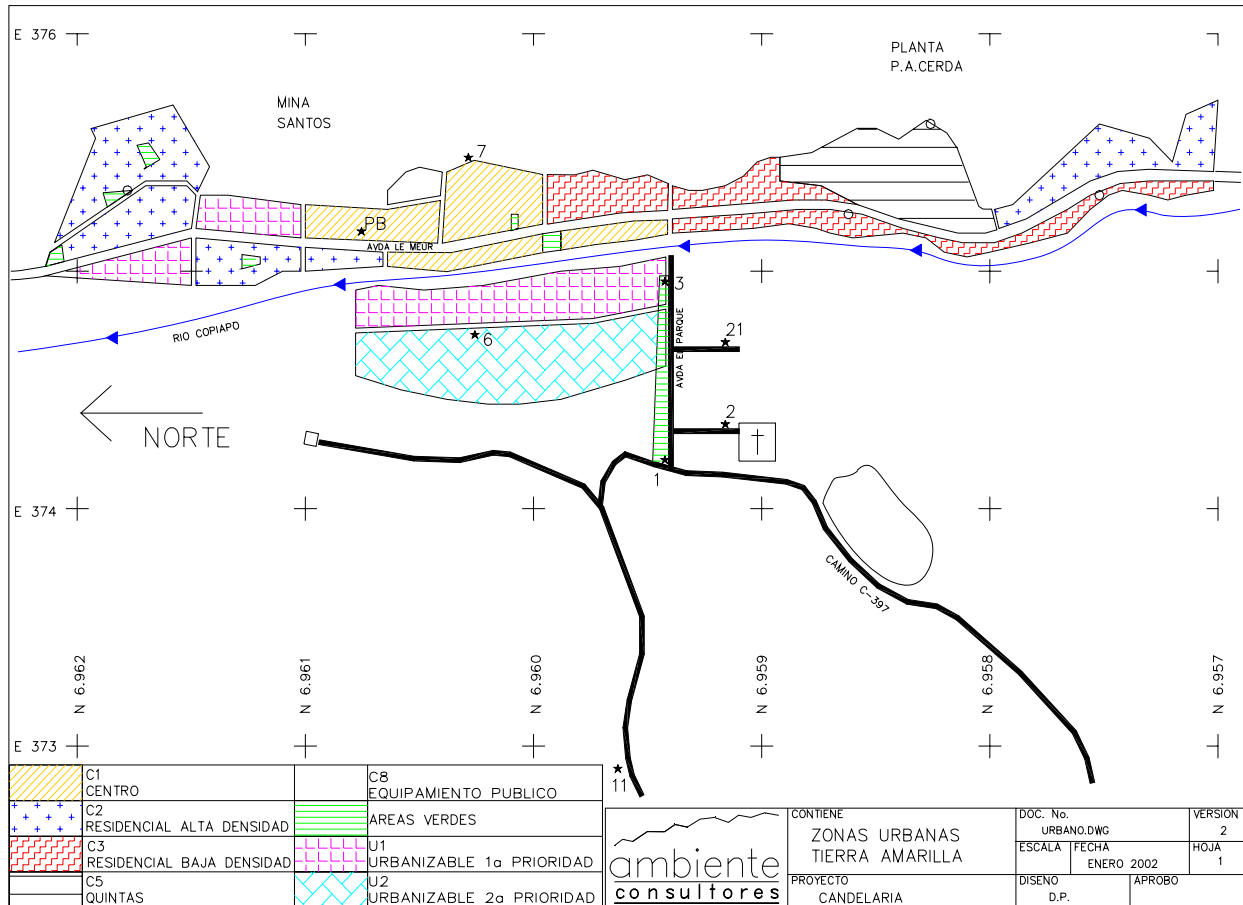 E 376
PLANTA
P.A.CERDA
MINA
SANTOS
7
PB
AVDA LE MEUR
3
RIO COPIAPO
AVDA EL PARQUE
21
6
2
NORTE
1
E 374
CAMINO C-397
N 6.962
N 6.961
N 6.960
N 6.959
N 6.958
N 6.957
E 373
11
C1
CENTRO
C8
EQUIPAMIENTO PUBLICO
C2
RESIDENCIAL ALTA DENSIDAD
AREAS VERDES
C3
RESIDENCIAL BAJA DENSIDAD
U1
URBANIZABLE 1a PRIORIDAD
C5
QUINTAS
U2
URBANIZABLE 2a PRIORIDAD
ambiente
consultores
CONTIENE
ZONAS URBANAS
TIERRA AMARILLA
PROYECTO
CANDELARIA
DOC. No.
URBANO.DWG
VERSION
2
ESCALA
FECHA
ENERO 2002
HOJA
1
DISENO
D.P.
APROBO